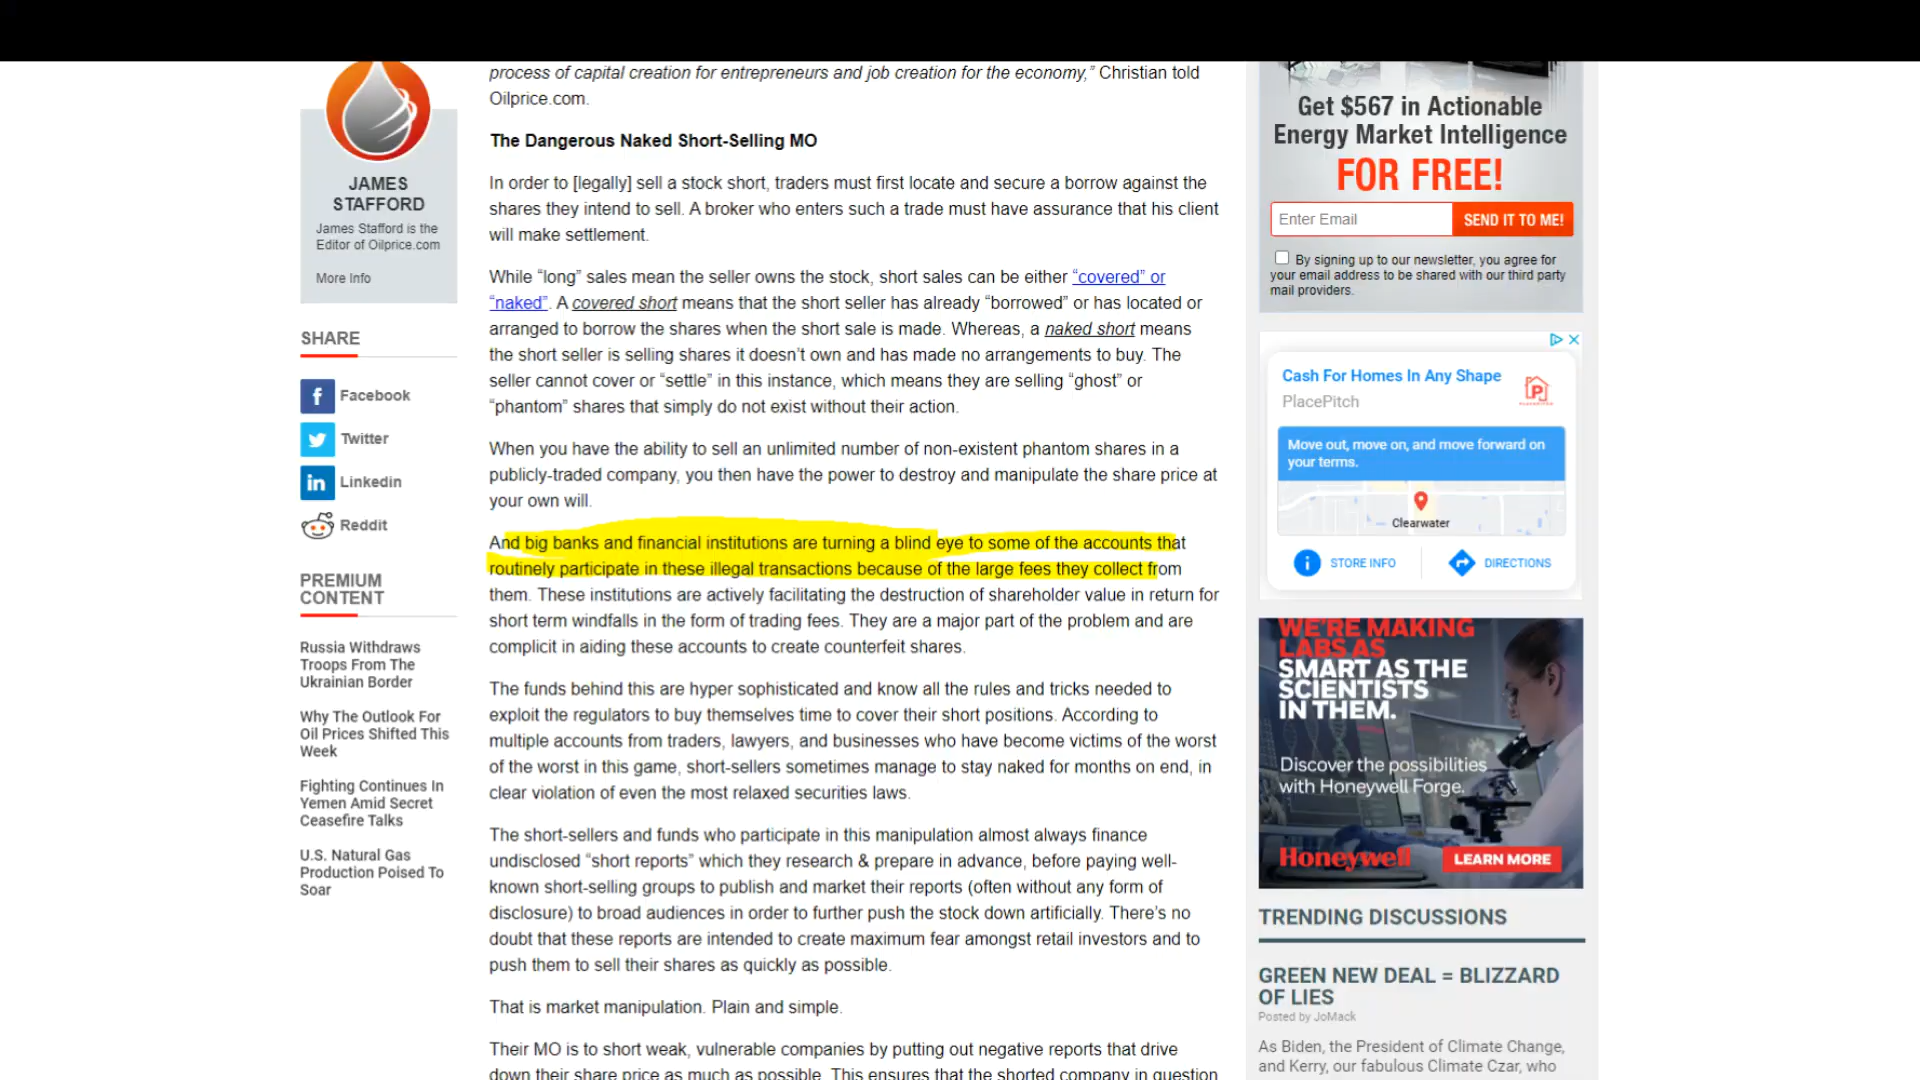 process of capital creation for entrepreneurs and job creation for the economy,” Christian told
Oilprice.com.
The Dangerous Naked Short-Selling MO
In order to [legally] sell a stock short, traders must first locate and secure a borrow against the
shares they intend to sell. A broker who enters such a trade must have assurance that his client
will make settlement.
While “long” sales mean the seller owns the stock, short sales can be either “covered” or
“naked”. A covered short means that the short seller has already “borrowed” or has located or
arranged to borrow the shares when the short sale is made. Whereas, a naked short means
the short seller is selling shares it doesn’t own and has made no arrangements to buy. The
seller cannot cover or “settle” in this instance, which means they are selling “ghost” or
“phantom” shares that simply do not exist without their action.
When you have the ability to sell an unlimited number of non-existent phantom shares in a
publicly-traded company, you then have the power to destroy and manipulate the share price at
your own will.
And big banks and financial institutions are turning a blind eye to some of the accounts that
routinely participate in these illegal transactions because of the large fees they collect from
them. These institutions are actively facilitating the destruction of shareholder value in return for
short term windfalls in the form of trading fees. They are a major part of the problem and are
complicit in aiding these accounts to create counterfeit shares.
The funds behind this are hyper sophisticated and know all the rules and tricks needed to
exploit the regulators to buy themselves time to cover their short positions. According to
multiple accounts from traders, lawyers, and businesses who have become victims of the worst
of the worst in this game, short-sellers sometimes manage to stay naked for months on end, in
clear violation of even the most relaxed securities laws.
The short-sellers and funds who participate in this manipulation almost always finance
undisclosed “short reports” which they research & prepare in advance, before paying well-
known short-selling groups to publish and market their reports (often without any form of
disclosure) to broad audiences in order to further push the stock down artificially. There’s no
doubt that these reports are intended to create maximum fear amongst retail investors and to
push them to sell their shares as quickly as possible.
That is market manipulation. Plain and simple.
Their MO is to short weak, vulnerable companies by putting out negative reports that drive
down their share price as much as possible. This ensures that the shorted company in question
JAMES
STAFFORD
James Stafford is the
Editor of Oilprice.com
More Info
SHARE
Facebook
Twitter
Linkedin
Reddit
PREMIUM
CONTENT
Russia Withdraws
Troops From The
Ukrainian Border
Why The Outlook For
Oil Prices Shifted This
Week
Fighting Continues In
Yemen Amid Secret
Ceasefire Talks
U.S. Natural Gas
Production Poised To
Soar
Get $567 in Actionable
Energy Market Intelligence
FOR FREE!
Enter Email
SEND IT TO ME!
By signing up to our newsletter, you agree for
your email address to be shared with our third party
mail providers.
Cash For Homes In Any Shape
PlacePitch
Move out, move on, and move forward on
your terms.
Clearwater
STORE INFO
DIRECTIONS
WE'RE MAKING
LABS AS
SMART AS THE
SCIENTISTS
IN THEM.
Discover the possibilities
with Honeywell Forge.
Honeywell
LEARN MORE
TRENDING DISCUSSIONS
GREEN NEW DEAL = BLIZZARD
OF LIES
Posted by JoMack
As Biden, the President of Climate Change,
and Kerry, our fabulous Climate Czar, who